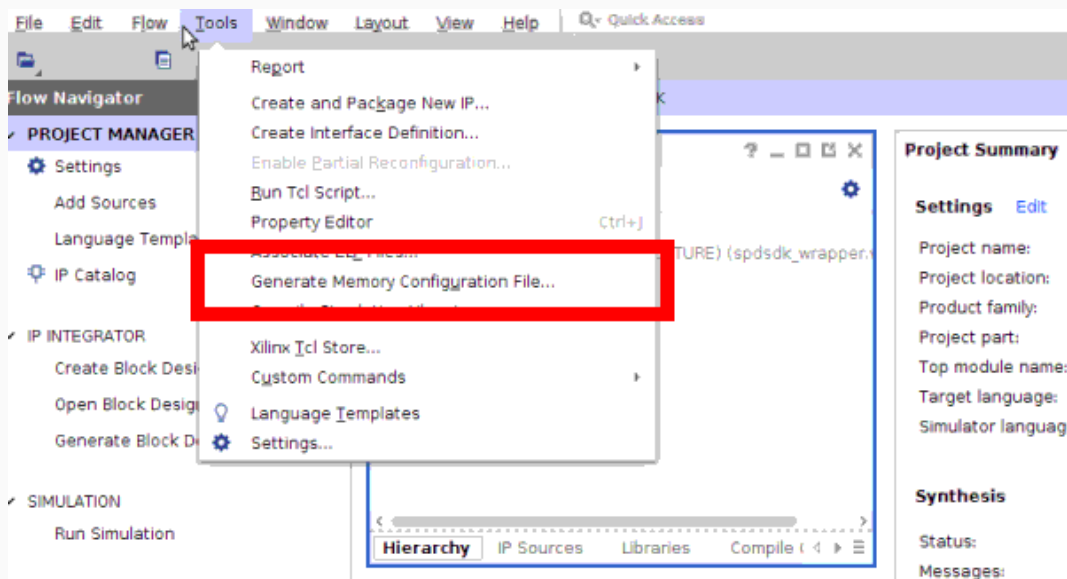 File Edit Flow Tools Window Layout View Help Quick Access
Flow Navigator
PROJECT MANAGER
Settings
Add Sources
Language Templa
IP Catalog
IP INTEGRATOR
Create Block Desi
Open Block Desig
Generate Block D
SIMULATION
Run Simulation
Report
Create and Package New IP...
Create Interface Definition...
Enable Partial Reconfiguration...
Run Tcl Script...
Property Editor Ctrl+J
Generate Memory Configuration File...
Xilinx Tcl Store...
Custom Commands
Language Templates
Settings...
K
?
TURE) (spdsdk_wrapper.
Hierarchy IP Sources Libraries Compile
Project Summary
Settings Edit
Project name:
Project location:
Product family:
Project part:
Top module name:
Target language:
Simulator languag
Synthesis
Status:
Messages: